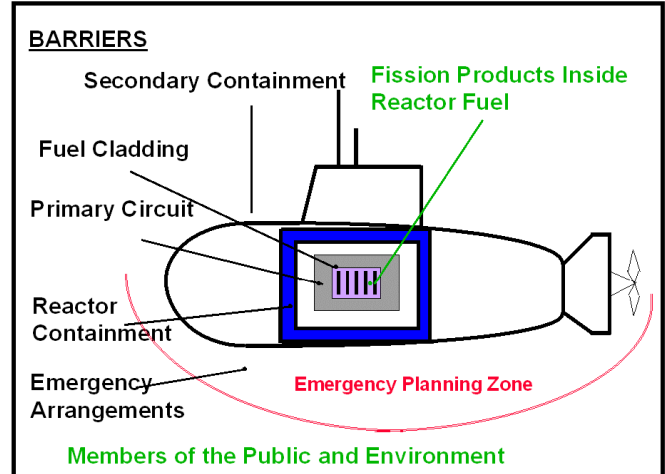 BARRIERS
Secondary Containment
Fission Products Inside
Reactor Fuel
Fuel Cladding
Primary Circuit
Reactor
Containment
Emergency
Arrangements
Emergency Planning Zone
Members of the Public and Environment